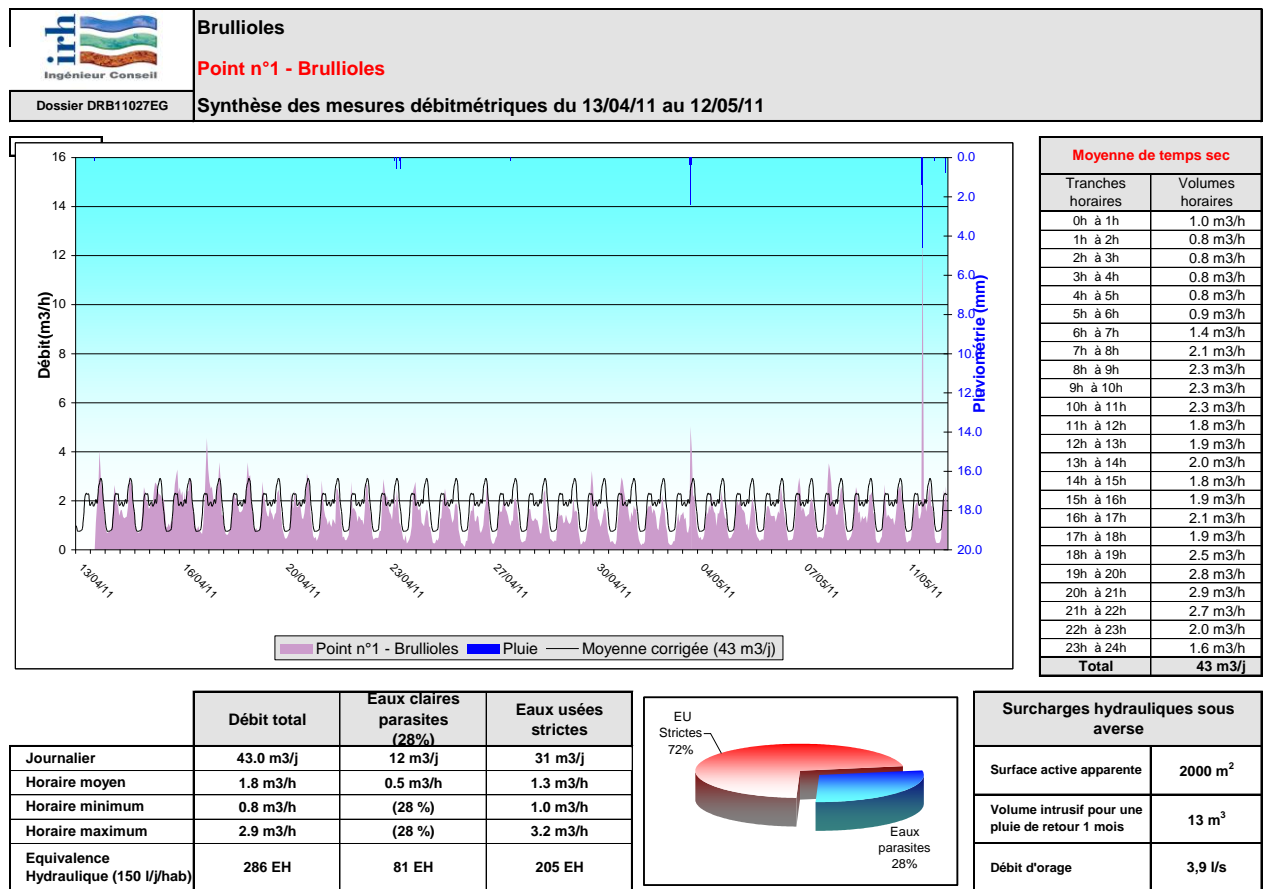 irh
Ingénieur Conseil
Dossier DRB11027EG
Brullioles
Point n°1 - Brullioles
Synthèse des mesures débitmétriques du 13/04/11 au 12/05/11
Débit(m3/h)
16
14
12
10
8
6
4
2
0
0.0
2.0
4.0
6.0
8.0
10.0
12.0
14.0
16.0
18.0
20.0
Pluviométrie (mm)
13/04/11
16/04/11
20/04/11
23/04/11
27/04/11
30/04/11
04/05/11
07/05/11
11/05/11
Point n°1 - Brullioles Pluie Moyenne corrigée (43 m3/j)
Moyenne de temps sec
Tranches horaires Volumes horaires
0h à 1h 1.0 m3/h
1h à 2h 0.8 m3/h
2h à 3h 0.8 m3/h
3h à 4h 0.8 m3/h
4h à 5h 0.8 m3/h
5h à 6h 0.9 m3/h
6h à 7h 1.4 m3/h
7h à 8h 2.1 m3/h
8h à 9h 2.3 m3/h
9h à 10h 2.3 m3/h
10h à 11h 2.3 m3/h
11h à 12h 1.8 m3/h
12h à 13h 1.9 m3/h
13h à 14h 2.0 m3/h
14h à 15h 1.8 m3/h
15h à 16h 1.9 m3/h
16h à 17h 2.1 m3/h
17h à 18h 1.9 m3/h
18h à 19h 2.5 m3/h
19h à 20h 2.8 m3/h
20h à 21h 2.9 m3/h
21h à 22h 2.7 m3/h
22h à 23h 2.0 m3/h
23h à 24h 1.6 m3/h
Total 43 m3/j
Débit total Eaux claires parasites (28%) Eaux usées strictes
Journalier 43.0 m3/j 12 m3/j 31 m3/j
Horaire moyen 1.8 m3/h 0.5 m3/h 1.3 m3/h
Horaire minimum 0.8 m3/h (28 %) 1.0 m3/h
Horaire maximum 2.9 m3/h (28 %) 3.2 m3/h
Equivalence Hydraulique (150 l/j/hab) 286 EH 81 EH 205 EH
EU
Strictes
72%
Eaux
parasites
28%
Surcharges hydrauliques sous averse
Surface active apparente 2000 m²
Volume intrusif pour une pluie de retour 1 mois 13 m³
Débit d'orage 3,9 l/s